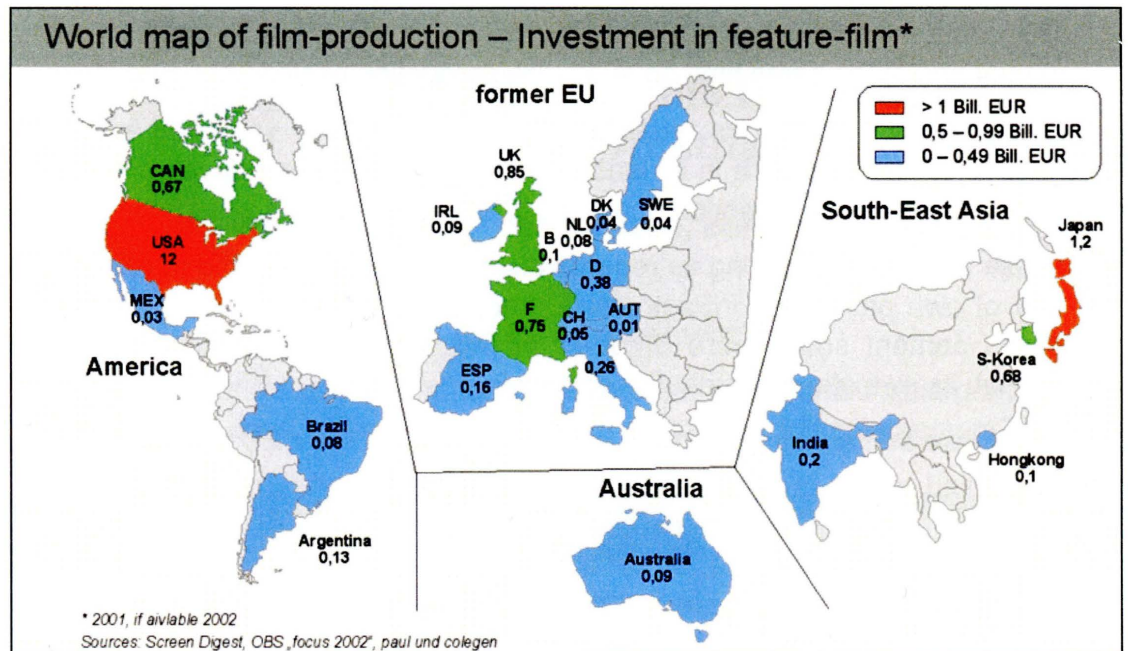 World map of film-production – Investment in feature-film*
former EU
> 1 Bill. EUR
0,5 – 0,99 Bill. EUR
0 – 0,49 Bill. EUR
CAN
0,67
USA
12
MEX
0,03
America
Brazil
0,08
Argentina
0,13
UK
0,85
IRL
0,09
B
0,1
NL
0,08
DK
0,04
SWE
0,04
D
0,38
F
0,75
CH
0,05
AUT
0,01
I
0,26
ESP
0,16
South-East Asia
Japan
1,2
S-Korea
0,68
India
0,2
Hongkong
0,1
Australia
Australia
0,09
* 2001, if aivlable 2002
Sources: Screen Digest, OBS „focus 2002“, paul und colegen